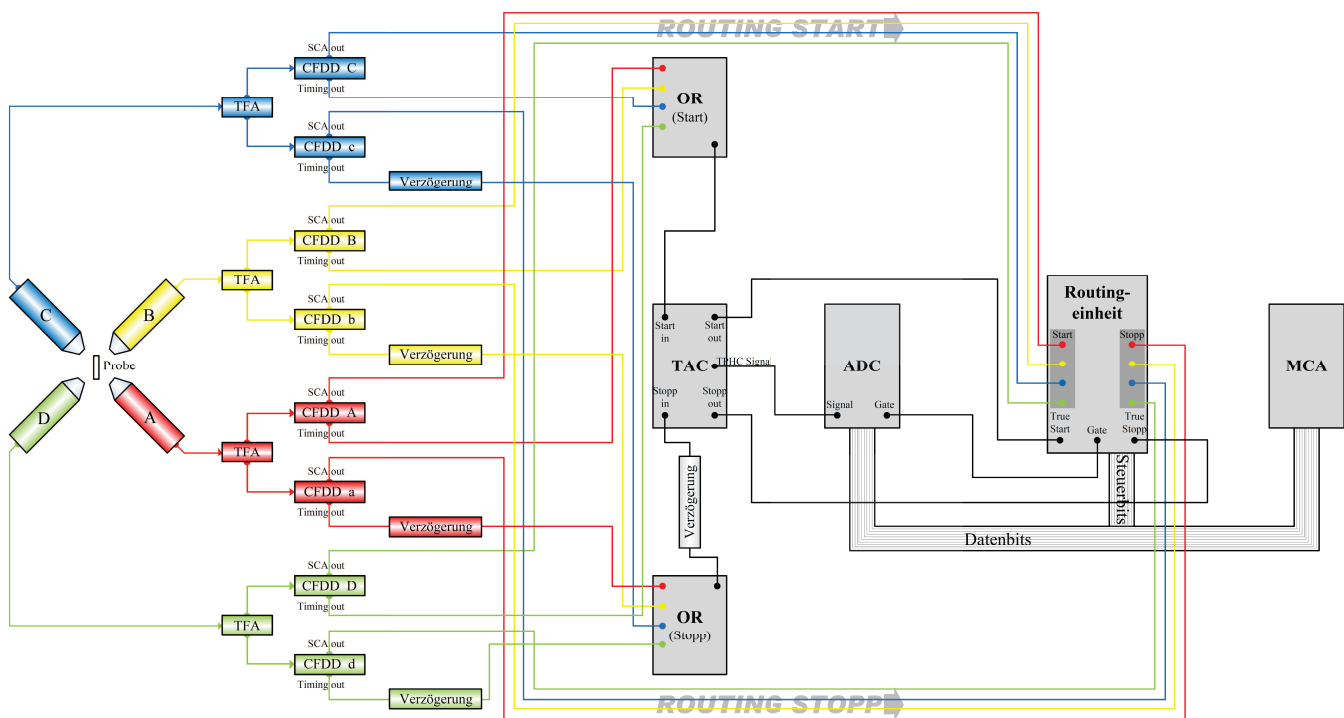 ROUTING START
SCA out
CFDD C
Timing out
TFA
SCA out
CFDD c
Timing out
Verzögerung
SCA out
CFDD B
Timing out
TFA
SCA out
CFDD b
Timing out
Verzögerung
C
B
Probe
D
A
SCA out
CFDD A
Timing out
TFA
SCA out
CFDD a
Timing out
Verzögerung
SCA out
CFDD D
Timing out
TFA
SCA out
CFDD d
Timing out
Verzögerung
OR
(Start)
Start in
Start out
TAC
TPHC Signal
Stopp in
Stopp out
Verzögerung
OR
(Stopp)
ADC
Signal
Gate
Routing-
einheit
Start
Stopp
True Start
Gate
True Stopp
Steuerbits
Datenbits
MCA
ROUTING STOPP